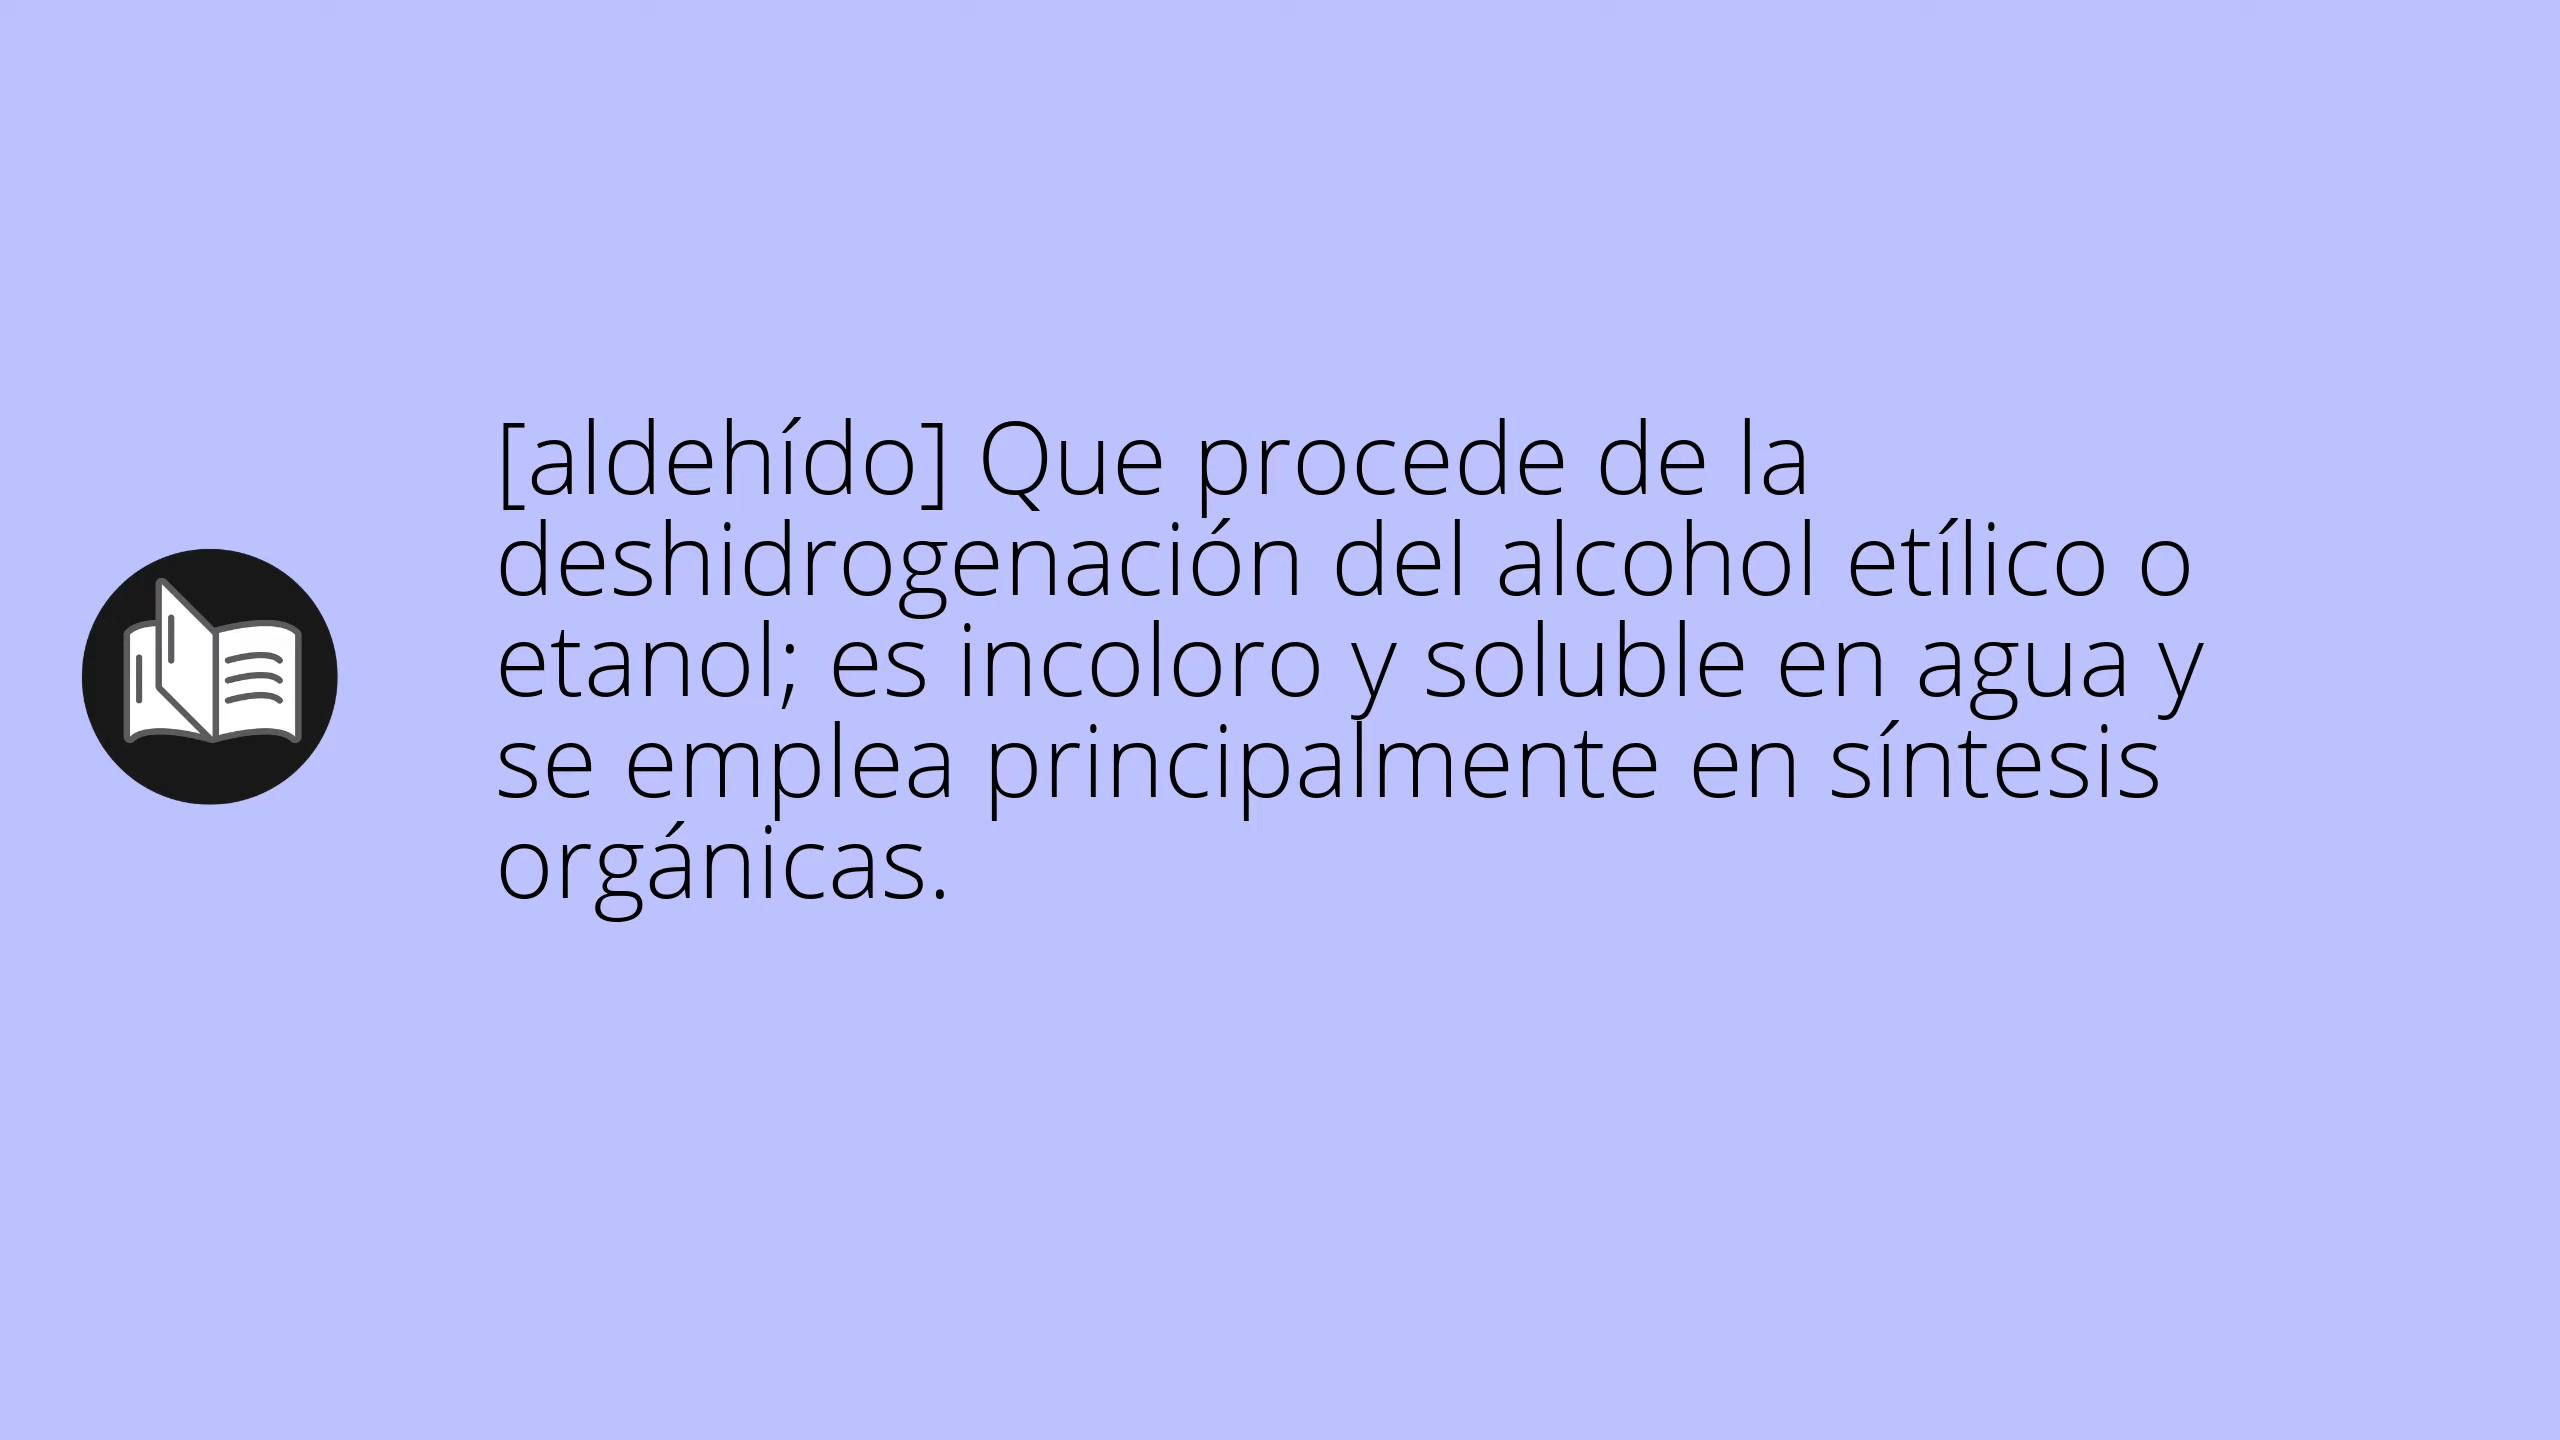 [aldehído] Que procede de la
deshidrogenación del alcohol etílico o
etanol; es incoloro y soluble en agua y
se emplea principalmente en síntesis
orgánicas.